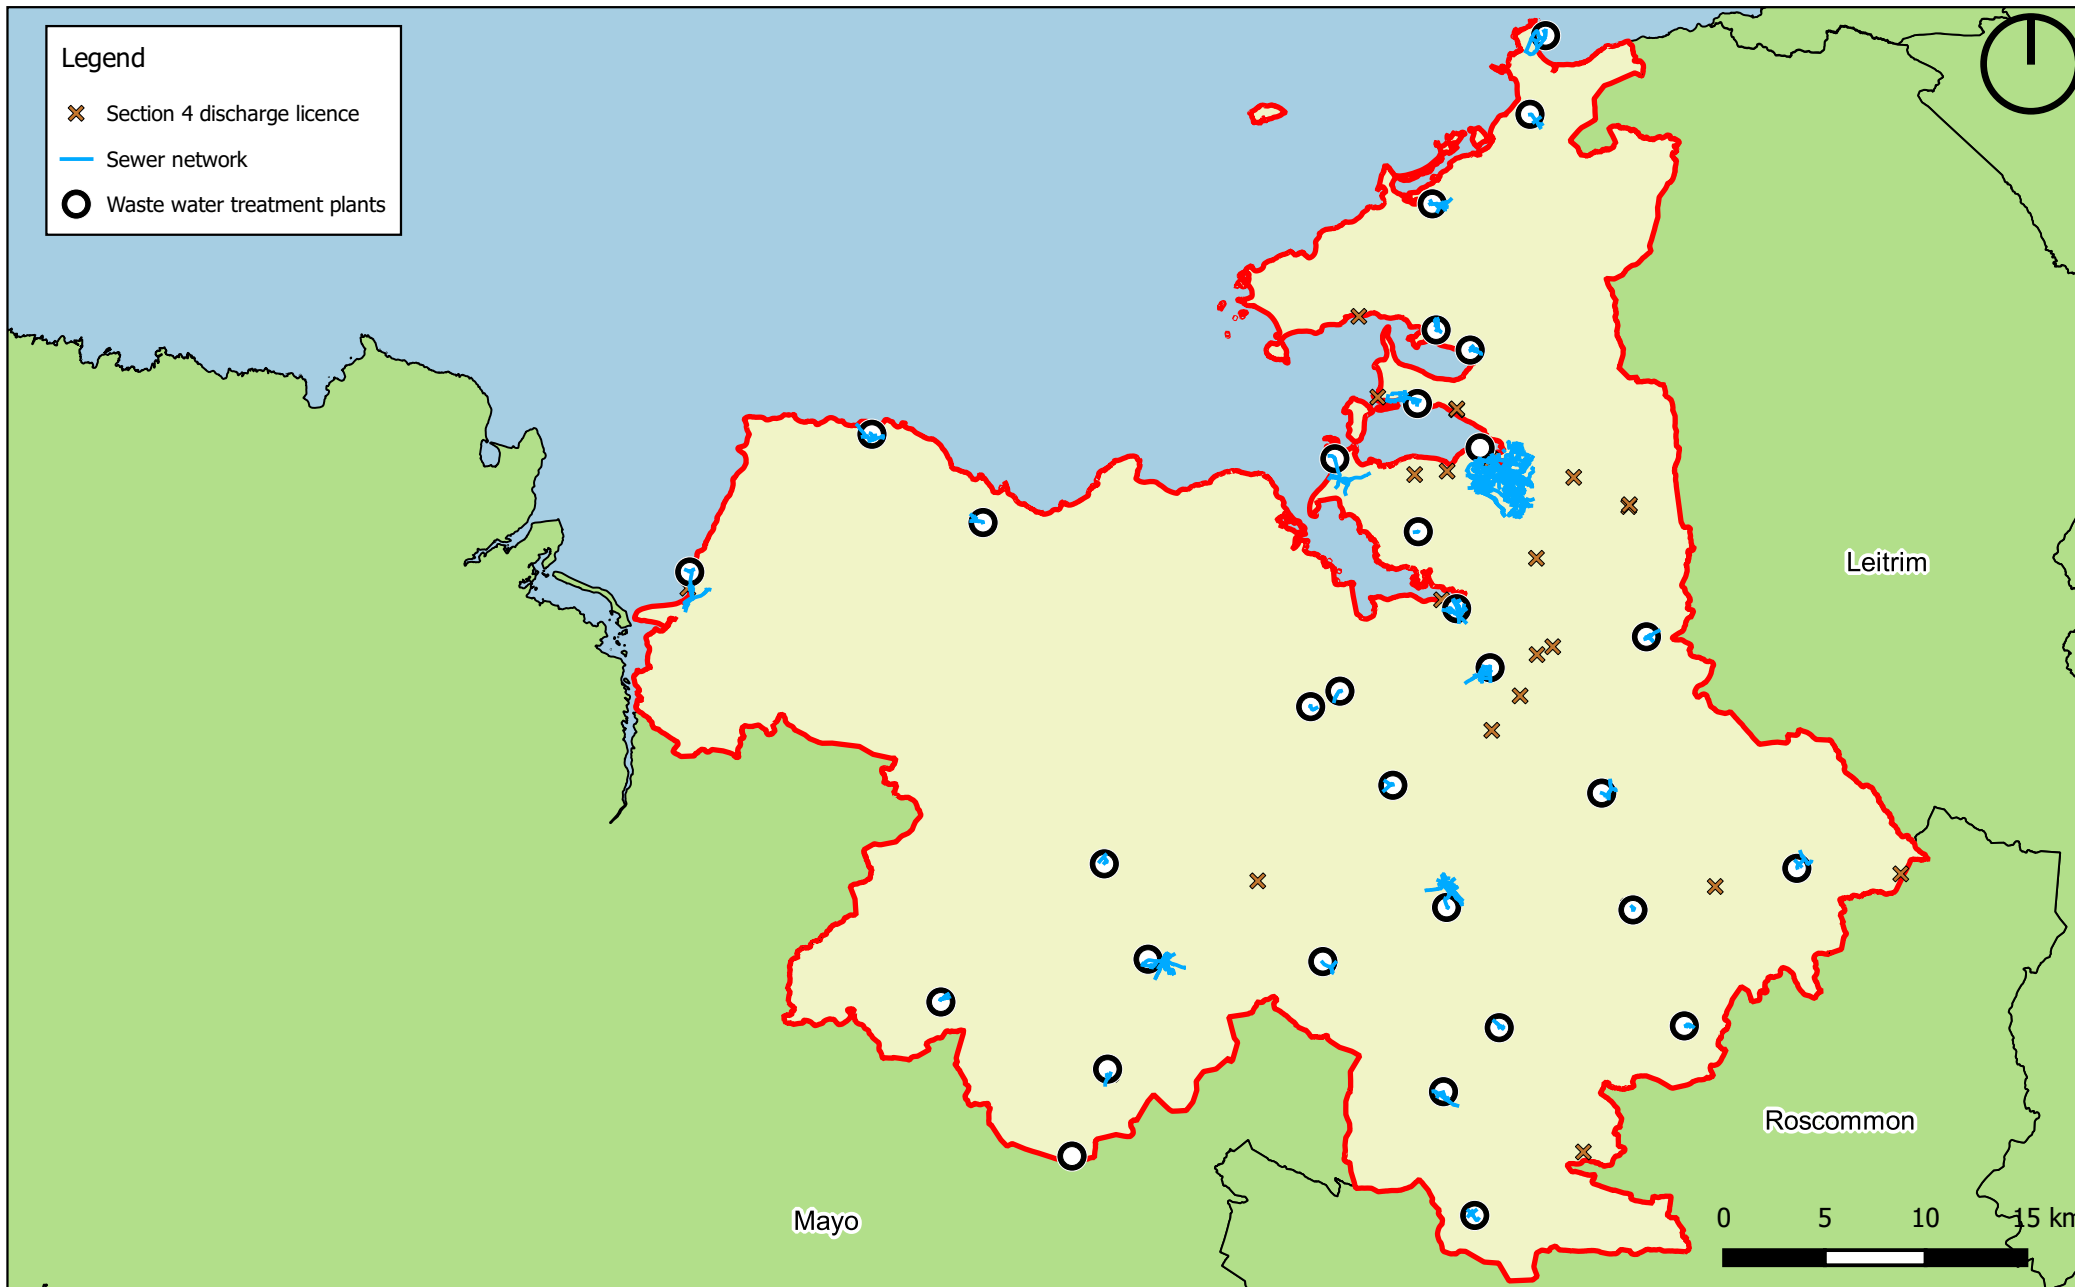 Legend
Section 4 discharge licence
Sewer network
Waste water treatment plants
Leitrim
Roscommon
Mayo
0 5 10 15 km